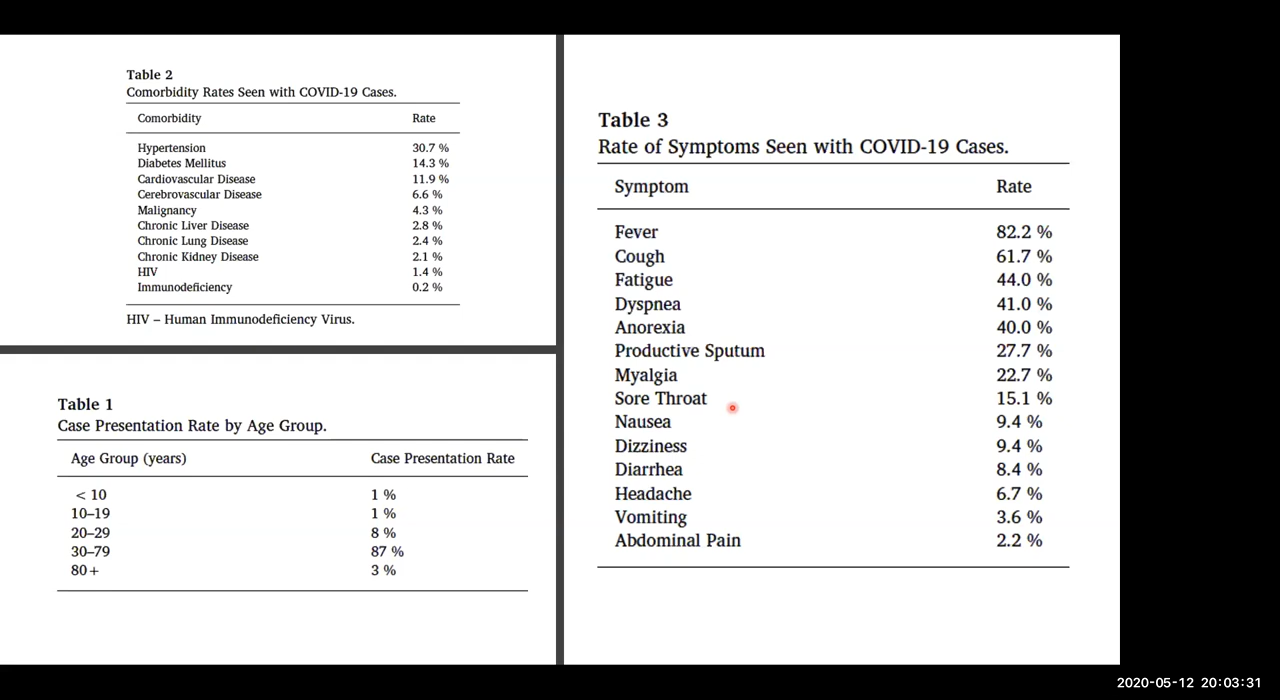 Table 2
Comorbidity Rates Seen with COVID-19 Cases.
Comorbidity Rate
Hypertension 30.7 %
Diabetes Mellitus 14.3 %
Cardiovascular Disease 11.9 %
Cerebrovascular Disease 6.6 %
Malignancy 4.3 %
Chronic Liver Disease 2.8 %
Chronic Lung Disease 2.4 %
Chronic Kidney Disease 2.1 %
HIV 1.4 %
Immunodeficiency 0.2 %
HIV – Human Immunodeficiency Virus.
Table 1
Case Presentation Rate by Age Group.
Age Group (years) Case Presentation Rate
< 10 1 %
10–19 1 %
20–29 8 %
30–79 87 %
80+ 3 %
Table 3
Rate of Symptoms Seen with COVID-19 Cases.
Symptom Rate
Fever 82.2 %
Cough 61.7 %
Fatigue 44.0 %
Dyspnea 41.0 %
Anorexia 40.0 %
Productive Sputum 27.7 %
Myalgia 22.7 %
Sore Throat 15.1 %
Nausea 9.4 %
Dizziness 9.4 %
Diarrhea 8.4 %
Headache 6.7 %
Vomiting 3.6 %
Abdominal Pain 2.2 %
2020-05-12 20:03:31